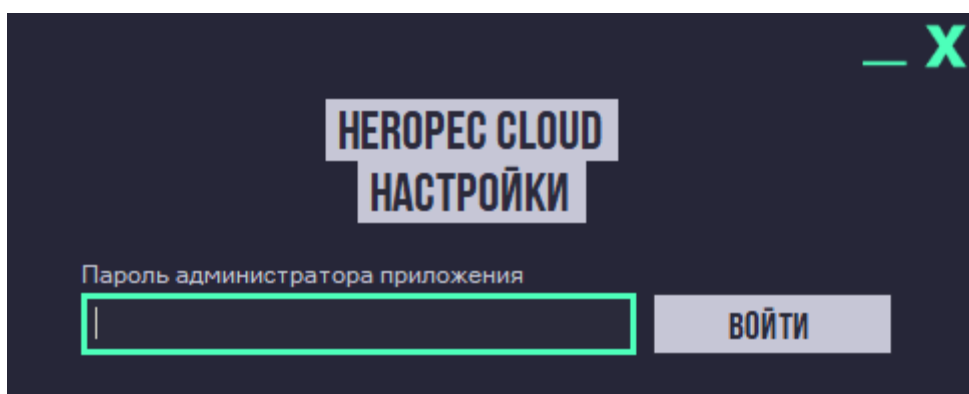 HEROPEC CLOUD
НАСТРОЙКИ
Пароль администратора приложения
ВОЙТИ